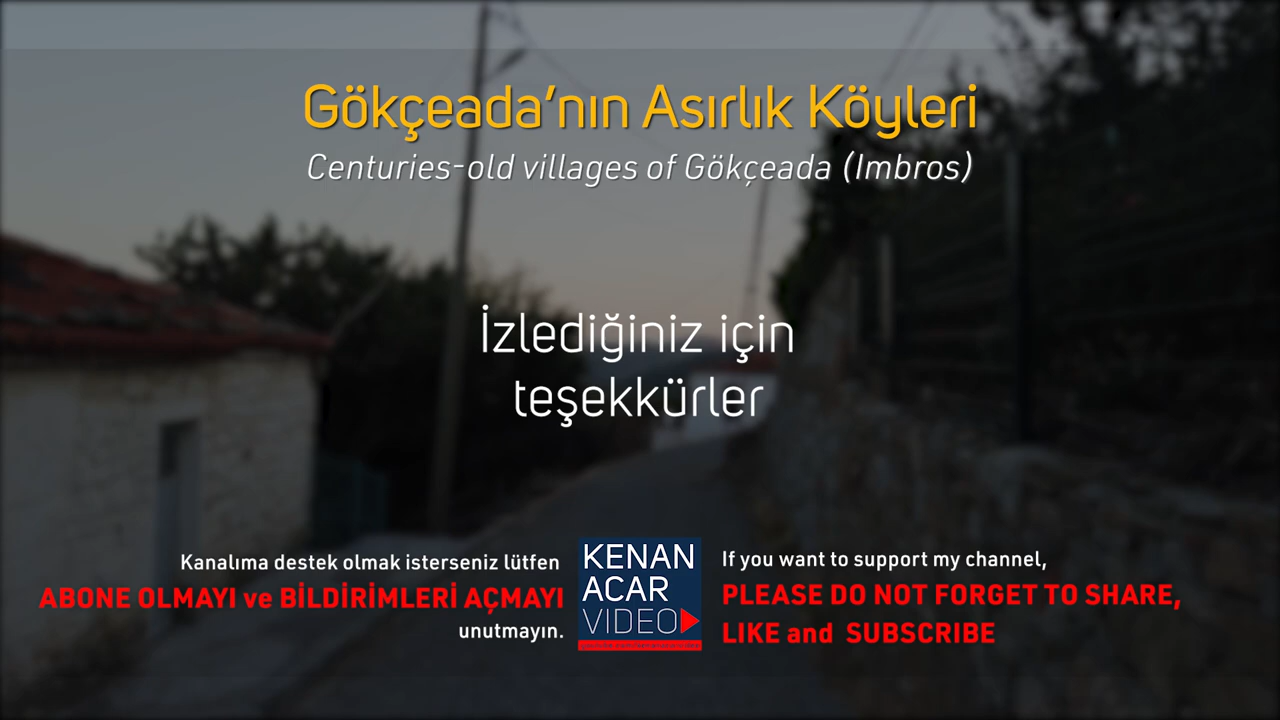 Gökçeada’nın Asırlık Köyleri
Centuries-old villages of Gökçeada (Imbros)
İzlediğiniz için
teşekkürler
Kanalıma destek olmak isterseniz lütfen
ABONE OLMAYI ve BİLDİRİMLERİ AÇMAYI
unutmayın.
KENAN
ACAR
VIDEO
If you want to support my channel,
PLEASE DO NOT FORGET TO SHARE,
LIKE and SUBSCRIBE